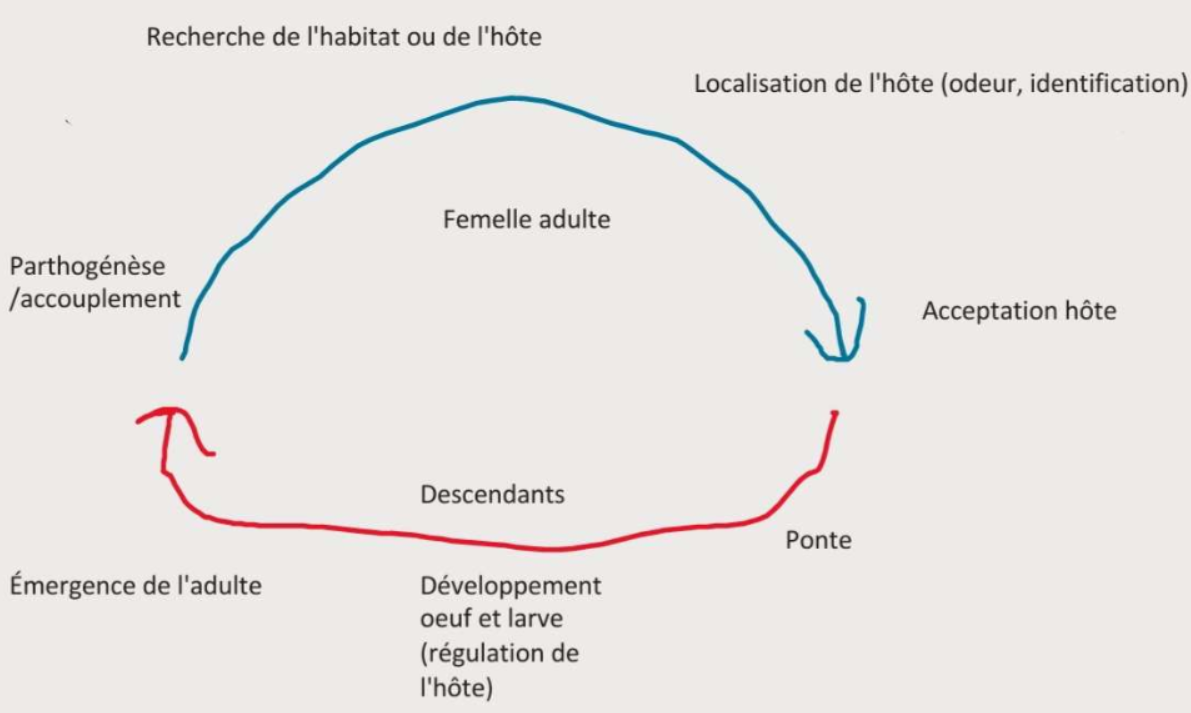 Recherche de l'habitat ou de l'hôte
Localisation de l'hôte (odeur, identification)
Femelle adulte
Parthogénèse
/accouplement
Acceptation hôte
Descendants
Ponte
Émergence de l'adulte
Développement
oeuf et larve
(régulation de
l'hôte)